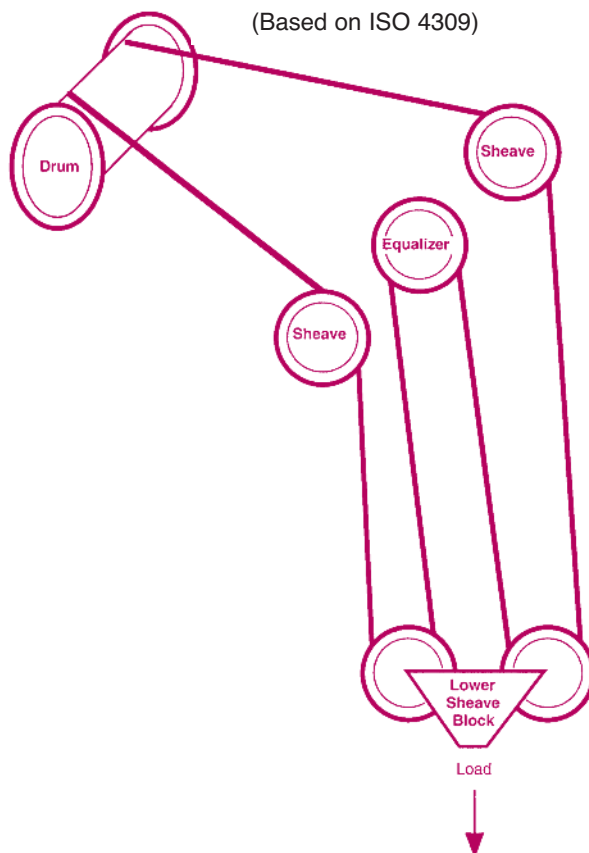 (Based on ISO 4309)
Drum
Sheave
Equalizer
Sheave
Lower
Sheave
Block
Load